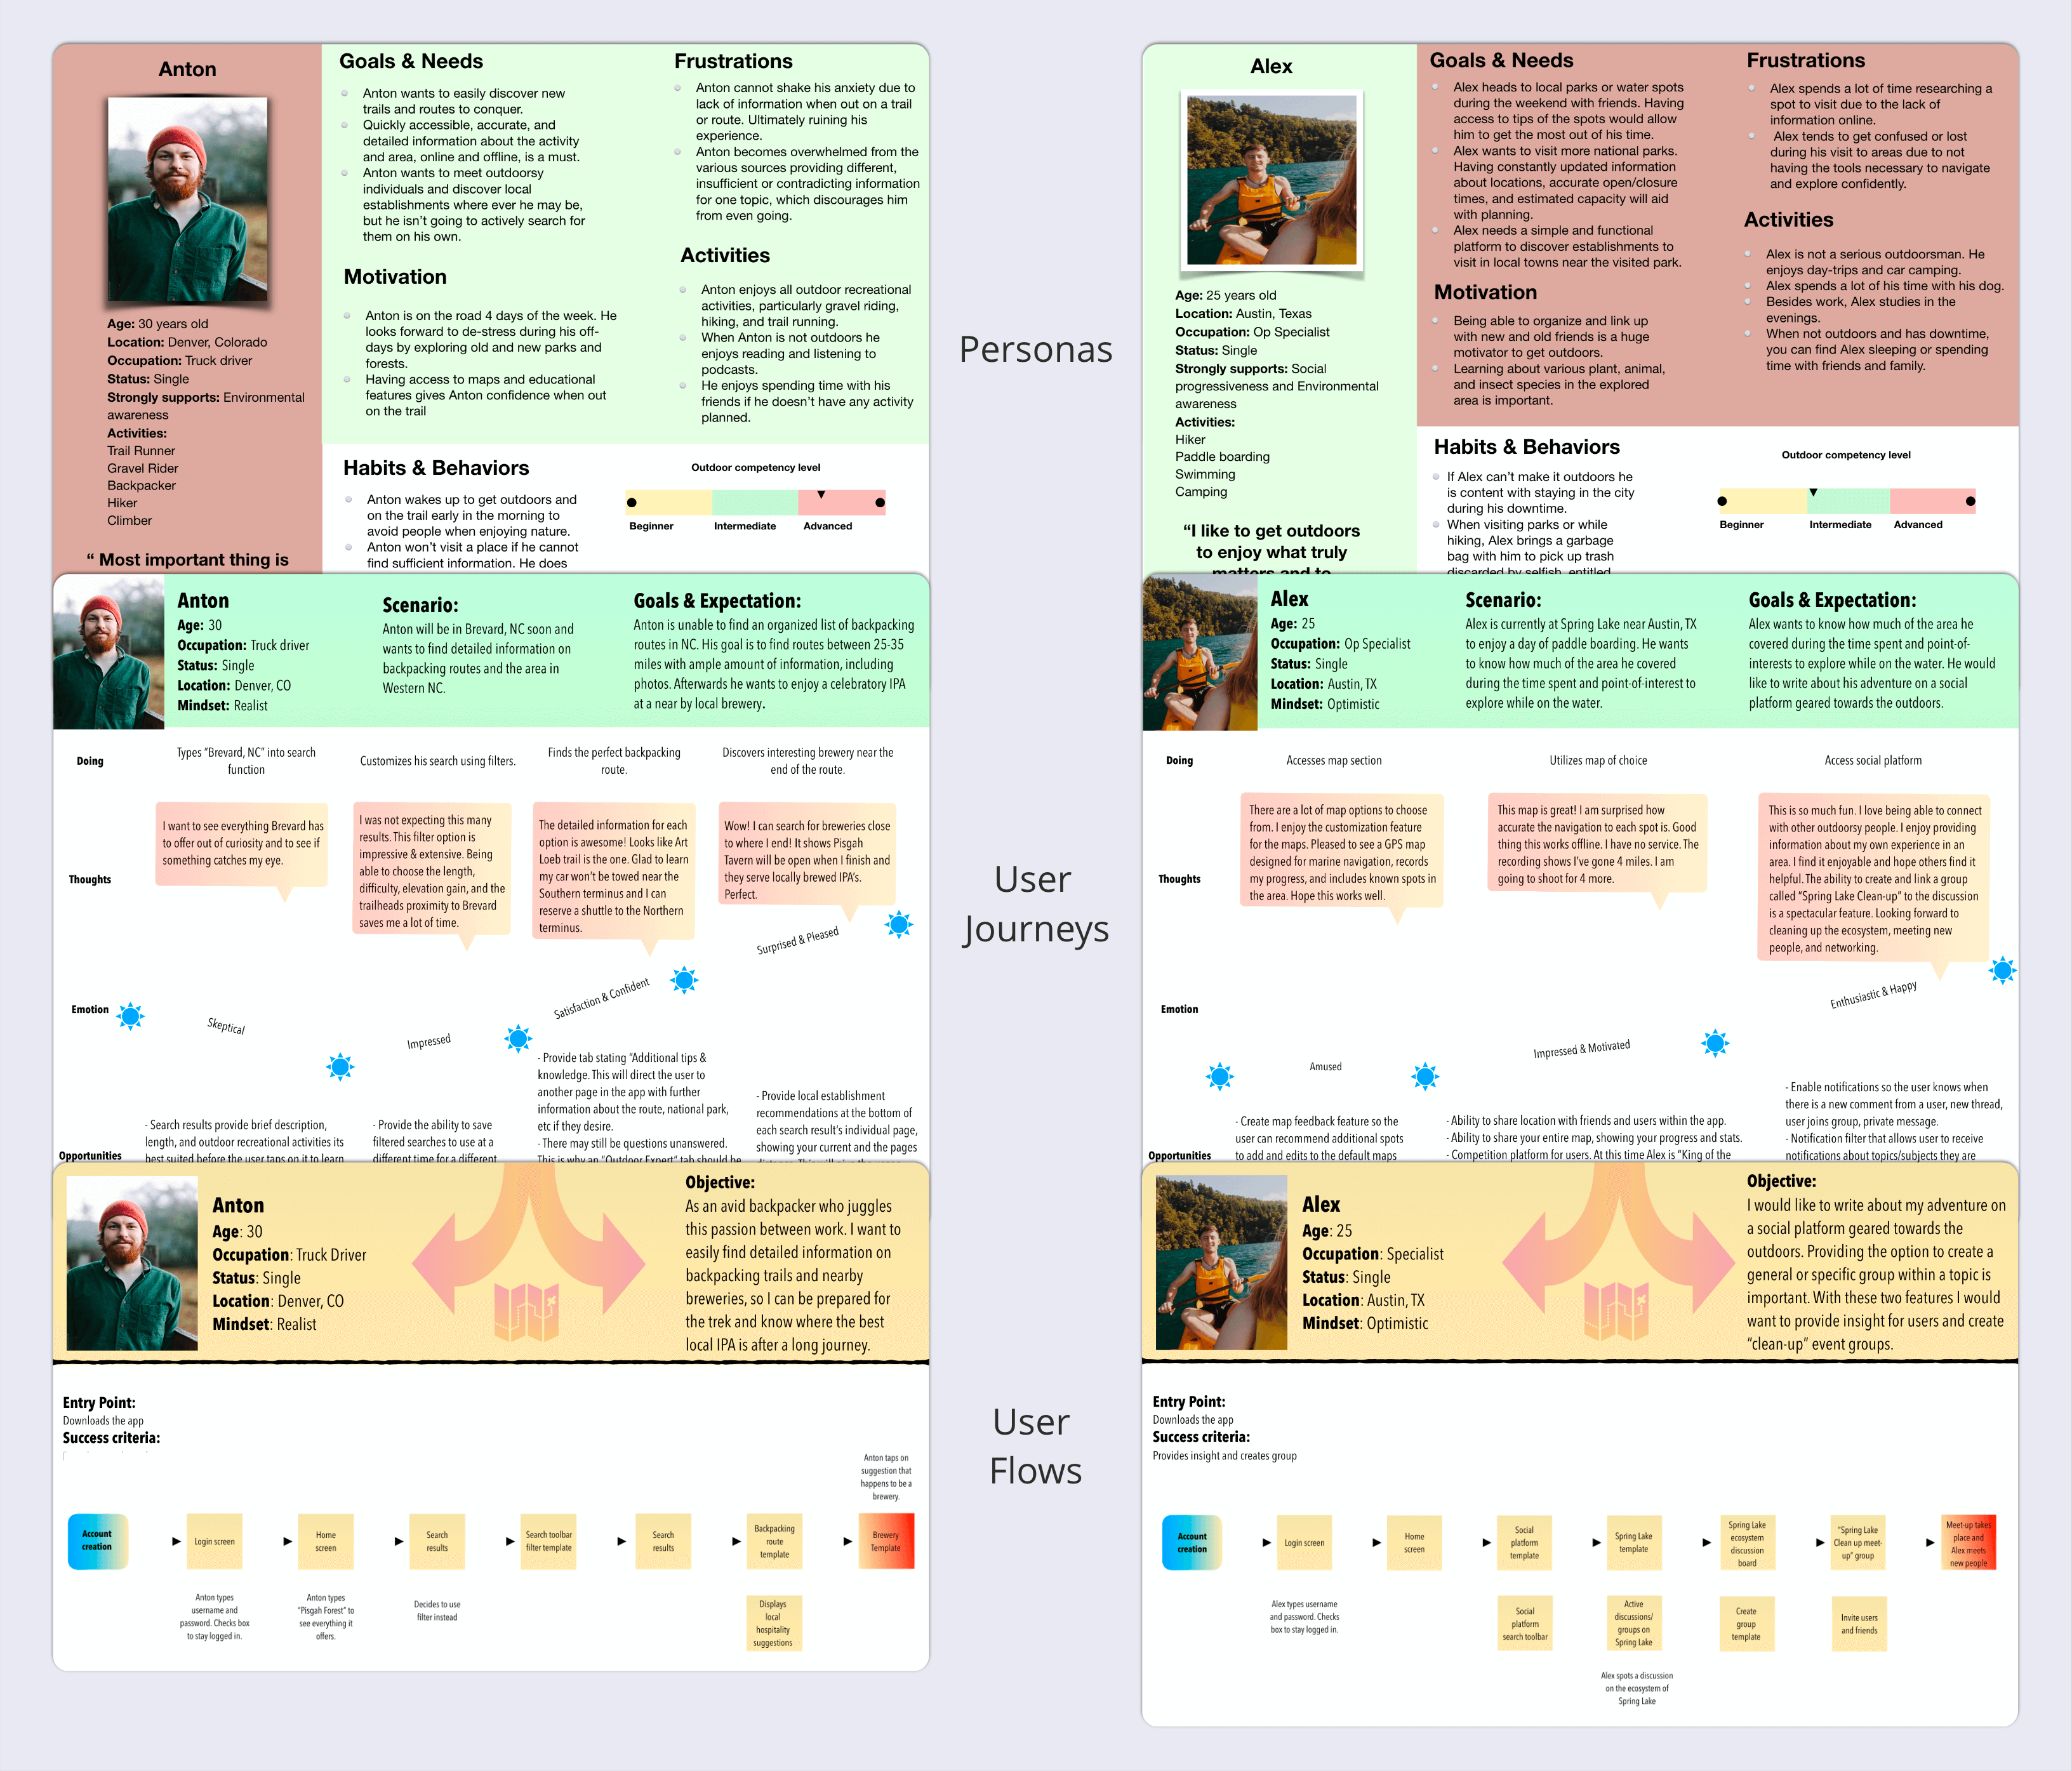 Anton
Age: 30 years old
Location: Denver, Colorado
Occupation: Truck driver
Status: Single
Strongly supports: Environmental
awareness
Activities:
Trail Runner
Gravel Rider
Backpacker
Hiker
Climber
“ Most important thing is
Goals & Needs
Anton wants to easily discover new
trails and routes to conquer.
Quickly accessible, accurate, and
detailed information about the activity
and area, online and offline, is a must.
Anton wants to meet outdoorsy
individuals and discover local
establishments where ever he may be,
but he isn’t going to actively search for
them on his own.
Motivation
Anton is on the road 4 days of the week. He
looks forward to de-stress during his off-
days by exploring old and new parks and
forests.
Having access to maps and educational
features gives Anton confidence when out
on the trail
Frustrations
Anton cannot shake his anxiety due to
lack of information when out on a trail
or route. Ultimately ruining his
experience.
Anton becomes overwhelmed from the
various sources providing different,
insufficient or contradicting information
for one topic, which discourages him
from even going.
Activities
Anton enjoys all outdoor recreational
activities, particularly gravel riding,
hiking, and trail running.
When Anton is not outdoors he
enjoys reading and listening to
podcasts.
He enjoys spending time with his
friends if he doesn’t have any activity
planned.
Habits & Behaviors
Anton wakes up to get outdoors and
on the trail early in the morning to
avoid people when enjoying nature.
Anton won’t visit a place if he cannot
find sufficient information. He does
Outdoor competency level
Beginner Intermediate Advanced
Personas
Alex
Age: 25 years old
Location: Austin, Texas
Occupation: Op Specialist
Status: Single
Strongly supports: Social
progressiveness and Environmental
awareness
Activities:
Hiker
Paddle boarding
Swimming
Camping
“I like to get outdoors
to enjoy what truly
matters and to
Goals & Needs
Alex heads to local parks or water spots
during the weekend with friends. Having
access to tips of the spots would allow
him to get the most out of his time.
Alex wants to visit more national parks.
Having constantly updated information
about locations, accurate open/closure
times, and estimated capacity will aid
with planning.
Alex needs a simple and functional
platform to discover establishments to
visit in local towns near the visited park.
Motivation
Being able to organize and link up
with new and old friends is a huge
motivator to get outdoors.
Learning about various plant, animal,
and insect species in the explored
area is important.
Frustrations
Alex spends a lot of time researching a
spot to visit due to the lack of
information online.
Alex tends to get confused or lost
during his visit to areas due to not
having the tools necessary to navigate
and explore confidently.
Activities
Alex is not a serious outdoorsman. He
enjoys day-trips and car camping.
Alex spends a lot of his time with his dog.
Besides work, Alex studies in the
evenings.
When not outdoors and has downtime,
you can find Alex sleeping or spending
time with friends and family.
Habits & Behaviors
If Alex can’t make it outdoors he
is content with staying in the city
during his downtime.
When visiting parks or while
hiking, Alex brings a garbage
bag with him to pick up trash
discarded by selfish, entitled
Outdoor competency level
Beginner Intermediate Advanced
Anton
Age: 30
Occupation: Truck driver
Status: Single
Location: Denver, CO
Mindset: Realist
Scenario:
Anton will be in Brevard, NC soon and
wants to find detailed information on
backpacking routes and the area in
Western NC.
Goals & Expectation:
Anton is unable to find an organized list of backpacking
routes in NC. His goal is to find routes between 25-35
miles with ample amount of information, including
photos. Afterwards he wants to enjoy a celebratory IPA
at a near by local brewery.
Doing
Types “Brevard, NC” into search
function
Customizes his search using filters.
Finds the perfect backpacking
route.
Discovers interesting brewery near the
end of the route.
Thoughts
I want to see everything Brevard has
to offer out of curiosity and to see if
something catches my eye.
I was not expecting this many
results. This filter option is
impressive & extensive. Being
able to choose the length,
difficulty, elevation gain, and the
trailheads proximity to Brevard
saves me a lot of time.
The detailed information for each
option is awesome! Looks like Art
Loeb trail is the one. Glad to learn
my car won’t be towed near the
Southern terminus and I can
reserve a shuttle to the Northern
terminus.
Wow! I can search for breweries close
to where I end! It shows Pisgah
Tavern will be open when I finish and
they serve locally brewed IPA’s.
Perfect.
Emotion
Skeptical
Impressed
Satisfaction & Confident
Surprised & Pleased
Opportunities
- Search results provide brief description,
length, and outdoor recreational activities its
best suited before the user taps on it to learn
- Provide the ability to save
filtered searches to use at a
different time for a different
- Provide tab stating “Additional tips &
knowledge. This will direct the user to
another page in the app with further
information about the route, national park,
etc if they desire.
- There may still be questions unanswered.
This is why an “Outdoor Expert” tab should be
- Provide local establishment
recommendations at the bottom of
each search result’s individual page,
showing your current and the pages
User
Journeys
Alex
Age: 25
Occupation: Op Specialist
Status: Single
Location: Austin, TX
Mindset: Optimistic
Scenario:
Alex is currently at Spring Lake near Austin, TX
to enjoy a day of paddle boarding. He wants
to know how much of the area he covered
during the time spent and point-of-interest to
explore while on the water.
Goals & Expectation:
Alex wants to know how much of the area he
covered during the time spent and point-of-
interests to explore while on the water. He would
like to write about his adventure on a social
platform geared towards the outdoors.
Doing
Accesses map section
Utilizes map of choice
Access social platform
Thoughts
There are a lot of map options to choose
from. I enjoy the customization feature
for the maps. Pleased to see a GPS map
designed for marine navigation, records
my progress, and includes known spots in
the area. Hope this works well.
This map is great! I am surprised how
accurate the navigation to each spot is. Good
thing this works offline. I have no service. The
recording shows I’ve gone 4 miles. I am
going to shoot for 4 more.
This is so much fun. I love being able to connect
with other outdoorsy people. I enjoy providing
information about my own experience in an
area. I find it enjoyable and hope others find it
helpful. The ability to create and link a group
called “Spring Lake Clean-up” to the discussion
is a spectacular feature. Looking forward to
cleaning up the ecosystem, meeting new
people, and networking.
Emotion
Amused
Impressed & Motivated
Enthusiastic & Happy
Opportunities
- Create map feedback feature so the
user can recommend additional spots
to add and edits to the default maps
- Ability to share location with friends and users within the app.
- Ability to share your entire map, showing your progress and stats.
- Competition platform for users. At this time Alex is “King of the
- Enable notifications so the user knows when
there is a new comment from a user, new thread,
user joins group, private message.
- Notification filter that allows user to receive
notifications about topics/subjects they are
Anton
Age: 30
Occupation: Truck Driver
Status: Single
Location: Denver, CO
Mindset: Realist
Objective:
As an avid backpacker who juggles
this passion between work. I want to
easily find detailed information on
backpacking trails and nearby
breweries, so I can be prepared for
the trek and know where the best
local IPA is after a long journey.
Entry Point:
Downloads the app
Success criteria:
Anton taps on
suggestion that
happens to be a
brewery.
Account
creation
Login screen
Home
screen
Search
results
Search toolbar
filter template
Search
results
Backpacking
route
template
Brewery
Template
Anton types
username and
password. Checks box
to stay logged in.
Anton types
“Pisgah Forest” to
see everything it
offers.
Decides to use
filter instead
Displays
local
hospitality
suggestions
User
Flows
Alex
Age: 25
Occupation: Specialist
Status: Single
Location: Austin, TX
Mindset: Optimistic
Objective:
I would like to write about my adventure on
a social platform geared towards the
outdoors. Providing the option to create a
general or specific group within a topic is
important. With these two features I would
want to provide insight for users and create
“clean-up” event groups.
Entry Point:
Downloads the app
Success criteria:
Provides insight and creates group
Account
creation
Login screen
Home
screen
Social
platform
template
Spring Lake
template
Spring Lake
ecosystem
discussion
board
“Spring Lake
Clean up meet-
up” group
Meet-up takes
place and
Alex meets
new people
Alex types username
and password. Checks
box to stay logged in.
Social
platform
search toolbar
Active
discussions/
groups on
Spring Lake
Create
group
template
Invite users
and friends
Alex spots a discussion
on the ecosystem of
Spring Lake